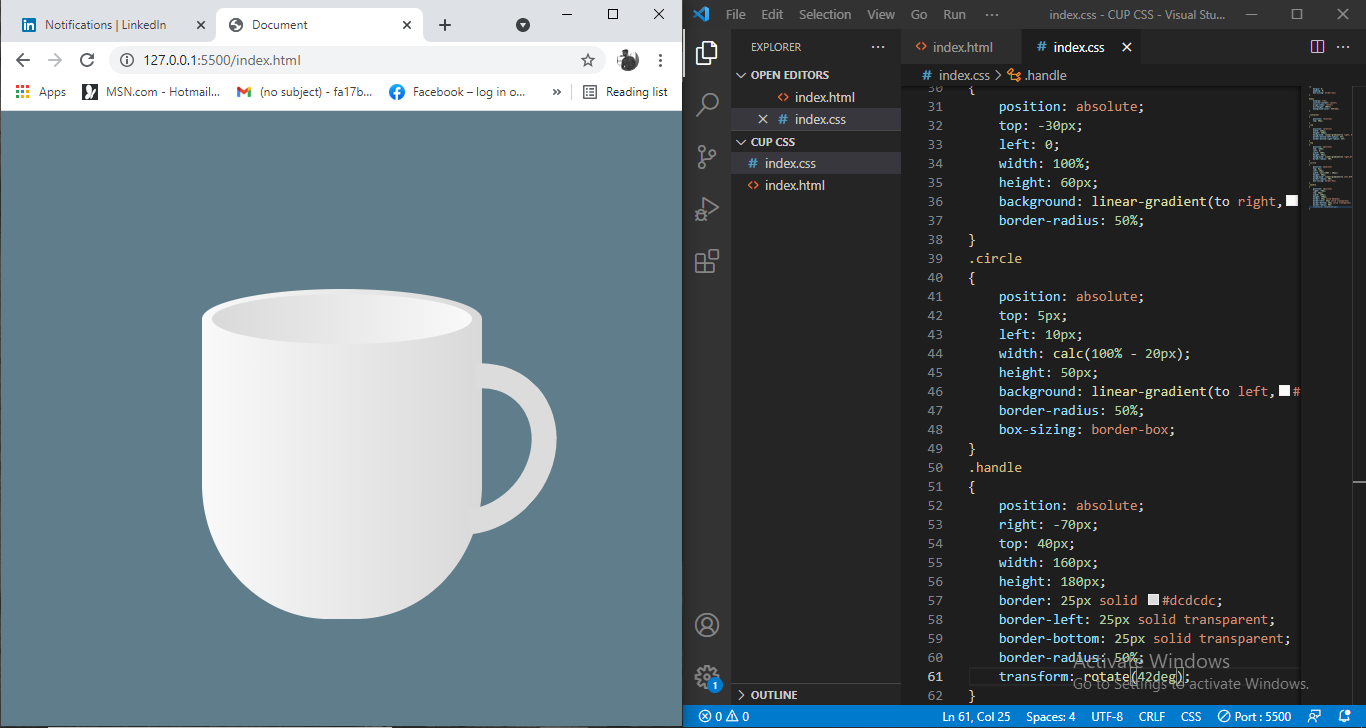 Notifications | LinkedIn
Document
127.0.0.1:5500/index.html
Apps
MSN.com - Hotmail...
(no subject) - fa17b...
Facebook – log in o...
»
Reading list
File Edit Selection View Go Run ··· index.css - CUP CSS - Visual Stu...
EXPLORER ···
OPEN EDITORS
index.html
index.css
CUP CSS
index.css
index.html
OUTLINE
index.html
index.css
index.css > .handle
30 {
31 position: absolute;
32 top: -30px;
33 left: 0;
34 width: 100%;
35 height: 60px;
36 background: linear-gradient(to right,
37 border-radius: 50%;
38 }
39 .circle
40 {
41 position: absolute;
42 top: 5px;
43 left: 10px;
44 width: calc(100% - 20px);
45 height: 50px;
46 background: linear-gradient(to left, #
47 border-radius: 50%;
48 box-sizing: border-box;
49 }
50 .handle
51 {
52 position: absolute;
53 right: -70px;
54 top: 40px;
55 width: 160px;
56 height: 180px;
57 border: 25px solid #dcdcdc;
58 border-left: 25px solid transparent;
59 border-bottom: 25px solid transparent;
60 border-radius: 50%;
61 transform: rotate(42deg);
62 }
Activate Windows
Go to Settings to activate Windows.
1
0 0
Ln 61, Col 25 Spaces: 4 UTF-8 CRLF CSS Port : 5500